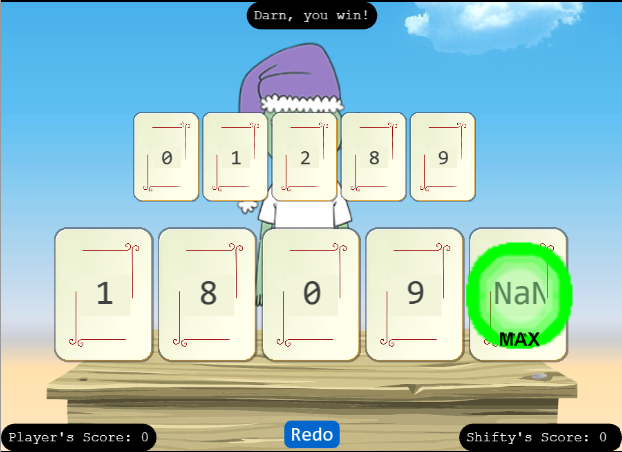 Darn, you win!
0 1 2 8 9
1 8 0 9 NaN
MAX
Player's Score: 0
Redo
Shifty's Score: 0